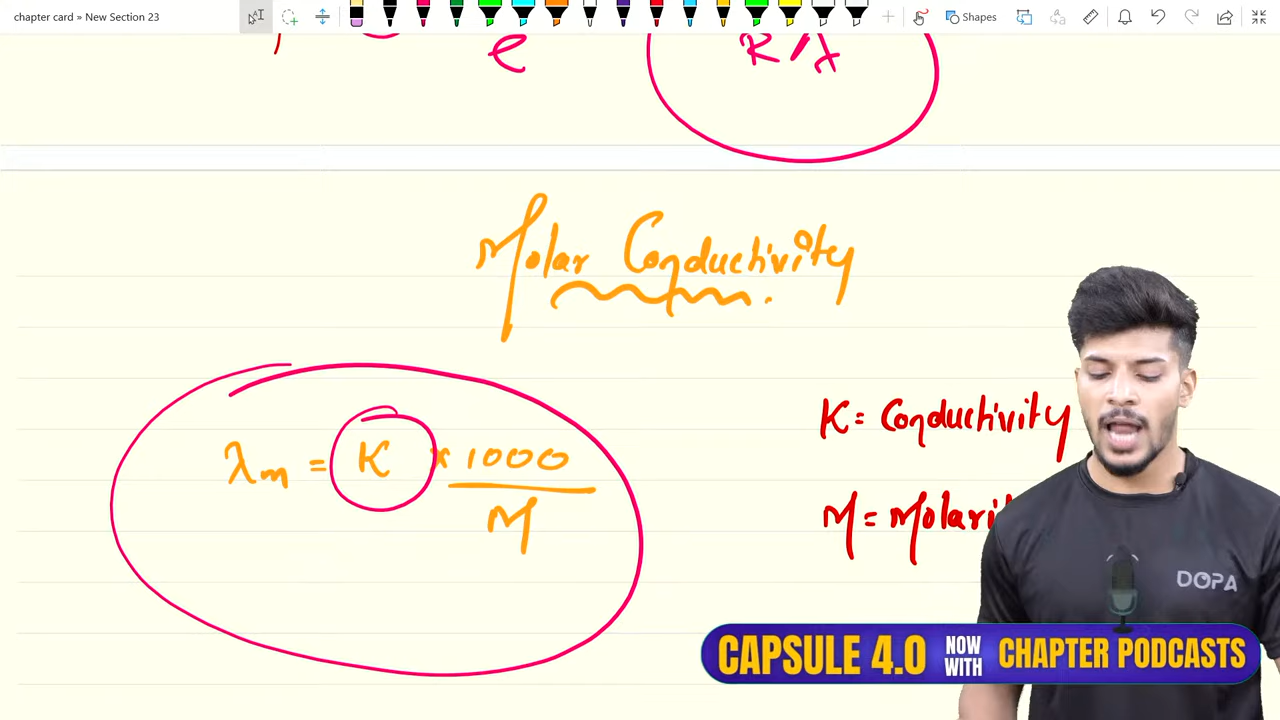 chapter card » New Section 23
Shapes
e
R A
Molar Conductivity
λm = K × 1000
M
K = Conductivity
M = Molari
DOPA
CAPSULE 4.0 NOW WITH CHAPTER PODCASTS